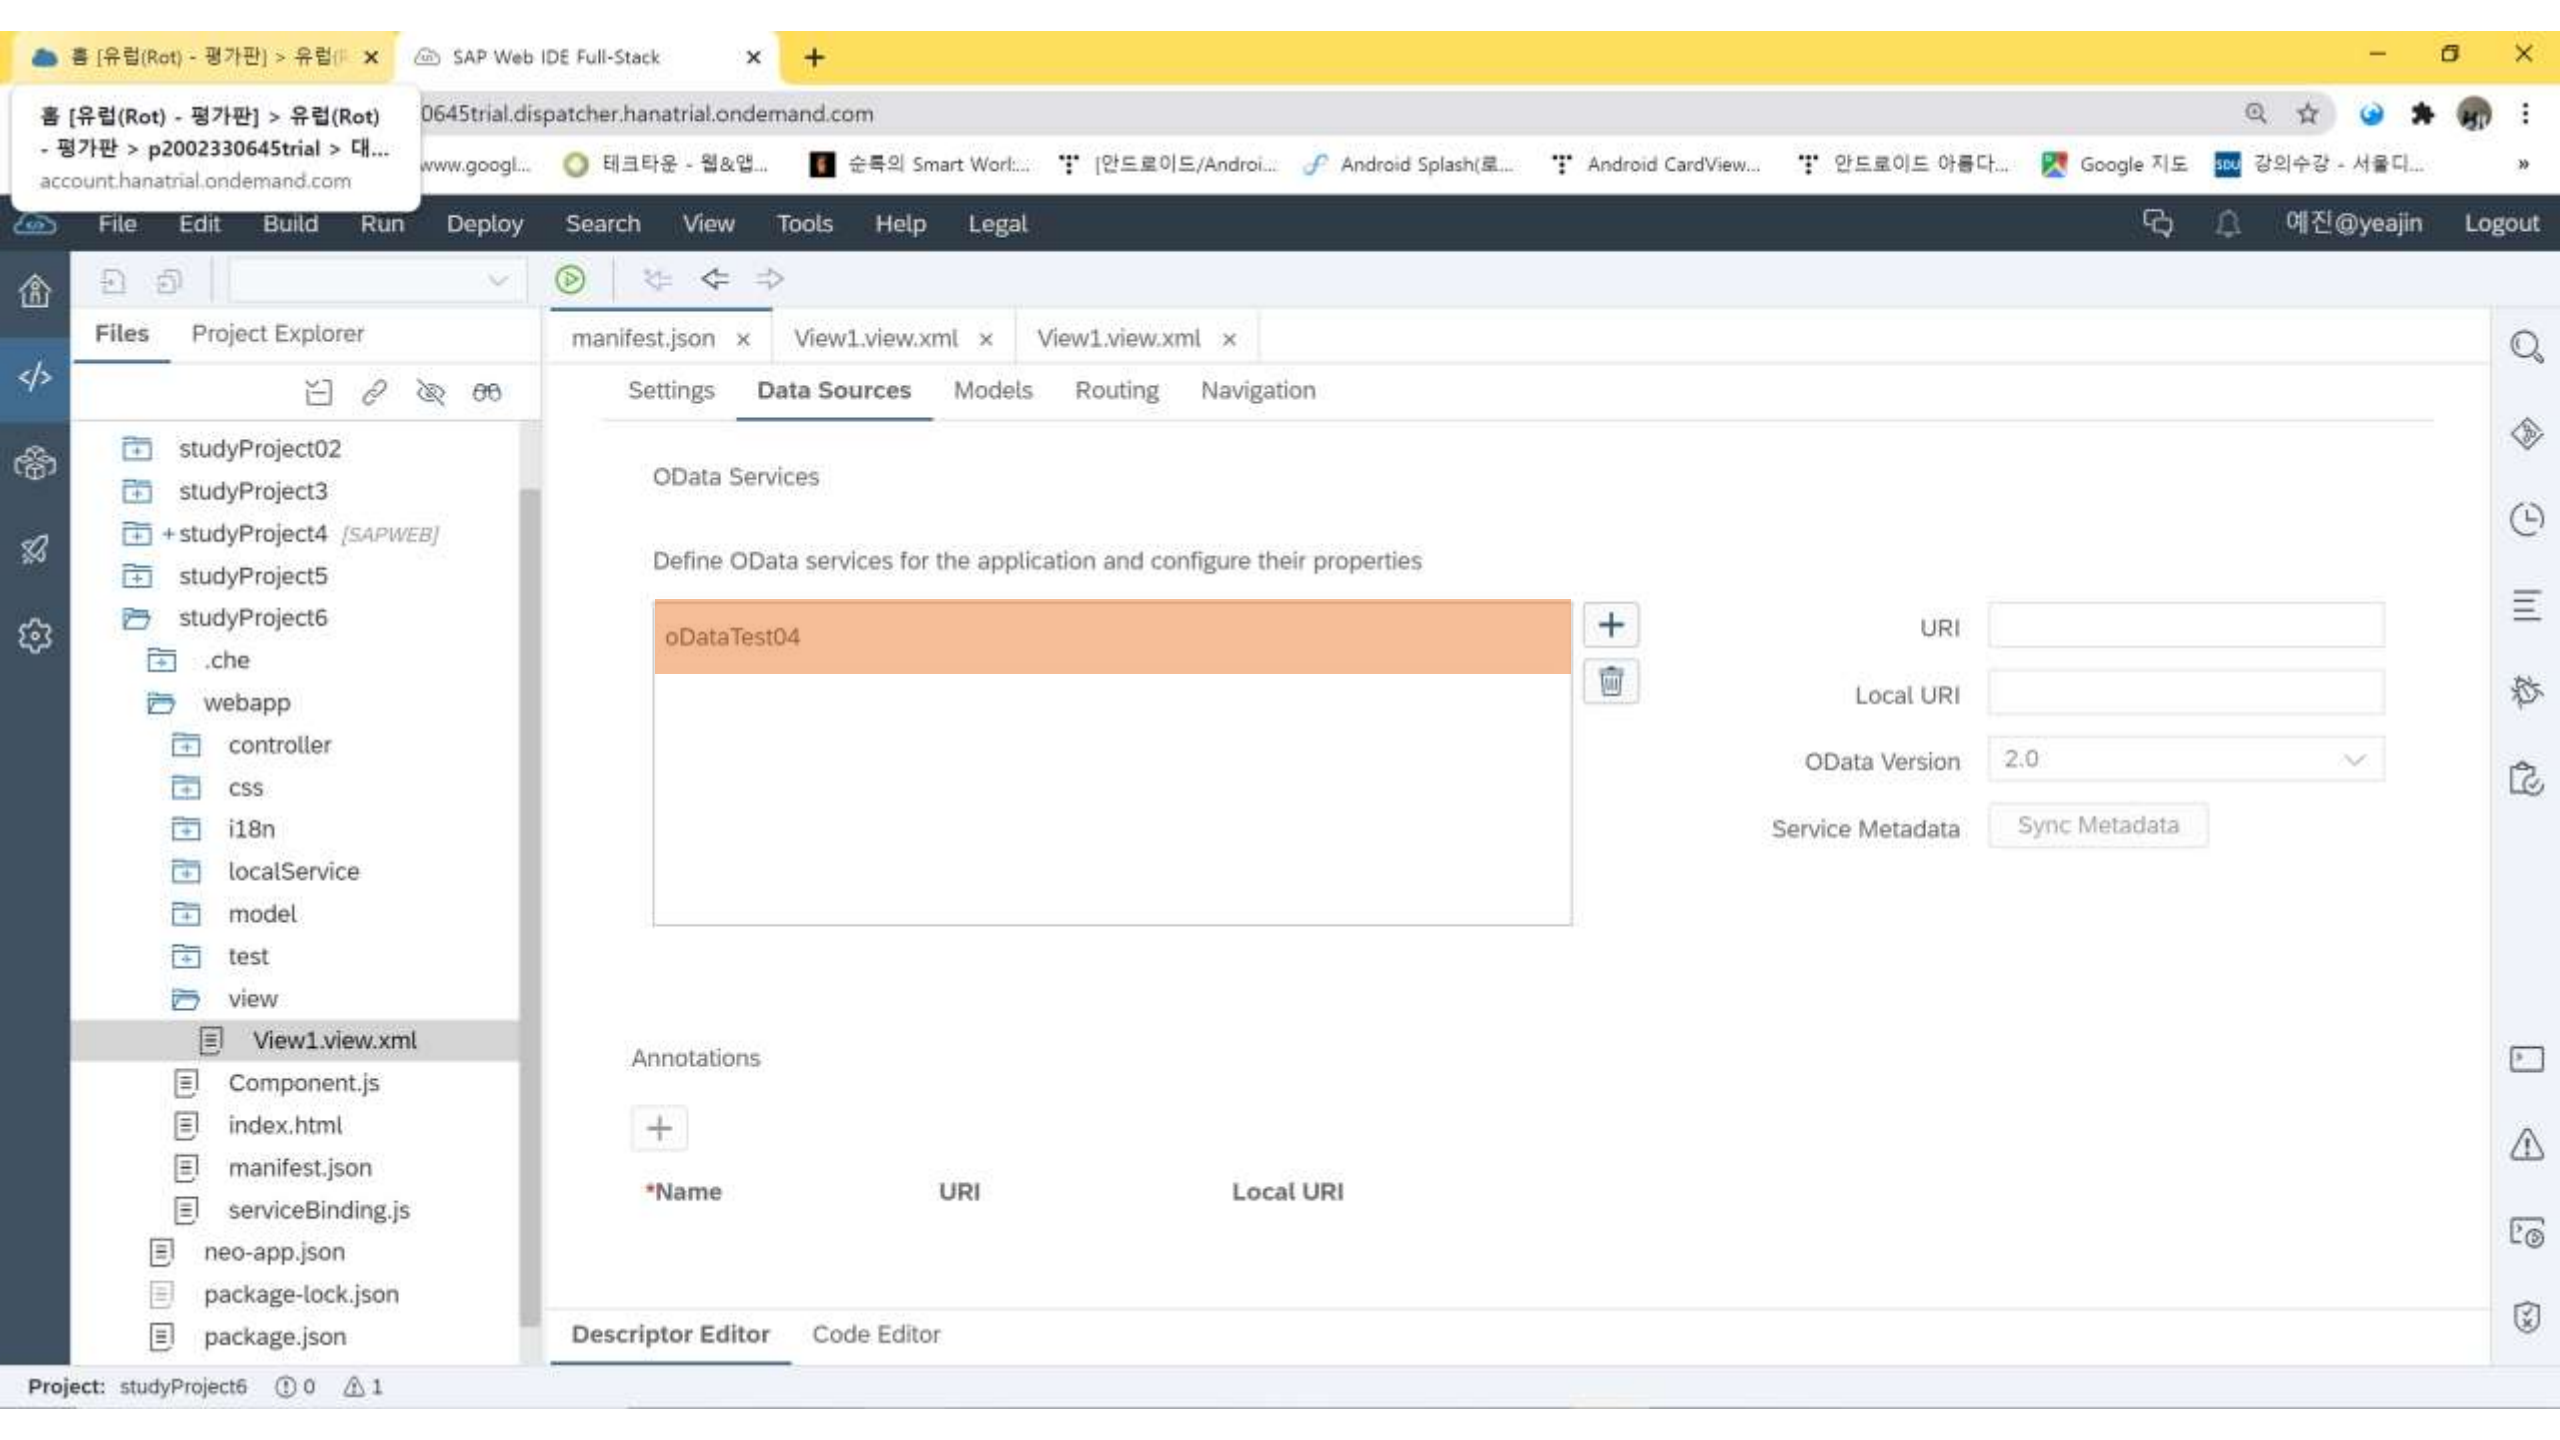 홈 [유럽(Rot) - 평가판] > 유럽(
SAP Web IDE Full-Stack
홈 [유럽(Rot) - 평가판] > 유럽(Rot)
- 평가판 > p2002330645trial > 대...
account.hanatrial.ondemand.com
0645trial.dispatcher.hanatrial.ondemand.com
www.googl...
테크타운 - 웹&앱...
순록의 Smart Worl:...
[안드로이드/Androi...
Android Splash(로...
Android CardView...
안드로이드 아름다...
Google 지도
SDU 강의수강 - 서울디...
»
File Edit Build Run Deploy Search View Tools Help Legal
예진@yeajin Logout
Files Project Explorer
manifest.json × View1.view.xml × View1.view.xml ×
Settings Data Sources Models Routing Navigation
studyProject02
studyProject3
+ studyProject4 [SAPWEB]
studyProject5
studyProject6
.che
webapp
controller
css
i18n
localService
model
test
view
View1.view.xml
Component.js
index.html
manifest.json
serviceBinding.js
neo-app.json
package-lock.json
package.json
OData Services
Define OData services for the application and configure their properties
oDataTest04
URI
Local URI
OData Version 2.0
Service Metadata Sync Metadata
Annotations
*Name URI Local URI
Descriptor Editor Code Editor
Project: studyProject6 0 1